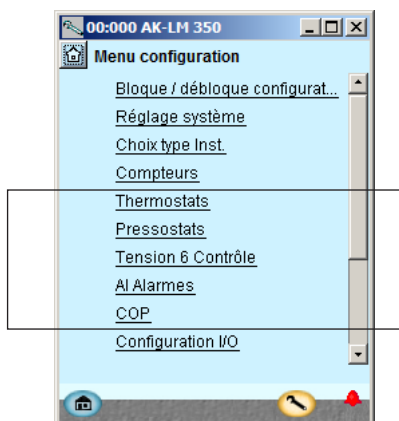 00:000 AK-LM 350
Menu configuration
Bloque / débloque configurat...
Réglage système
Choix type Inst.
Compteurs
Thermostats
Pressostats
Tension 6 Contrôle
AI Alarmes
COP
Configuration I/O